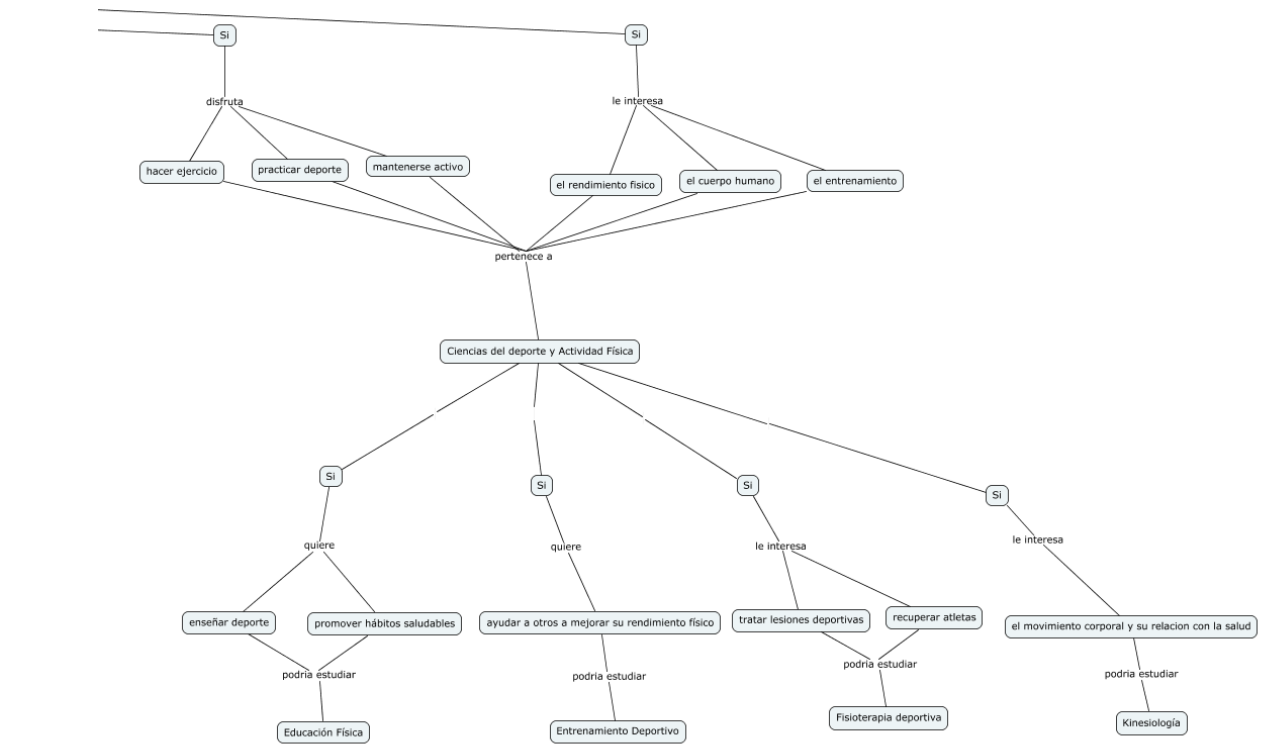 Si
Si
disfruta
le interesa
hacer ejercicio
practicar deporte
mantenerse activo
el rendimiento fisico
el cuerpo humano
el entrenamiento
pertenece a
Ciencias del deporte y Actividad Física
Si
Si
Si
Si
quiere
quiere
le interesa
le interesa
enseñar deporte
promover hábitos saludables
ayudar a otros a mejorar su rendimiento físico
tratar lesiones deportivas
recuperar atletas
el movimiento corporal y su relacion con la salud
podria estudiar
podria estudiar
podria estudiar
podria estudiar
Educación Física
Entrenamiento Deportivo
Fisioterapia deportiva
Kinesiología